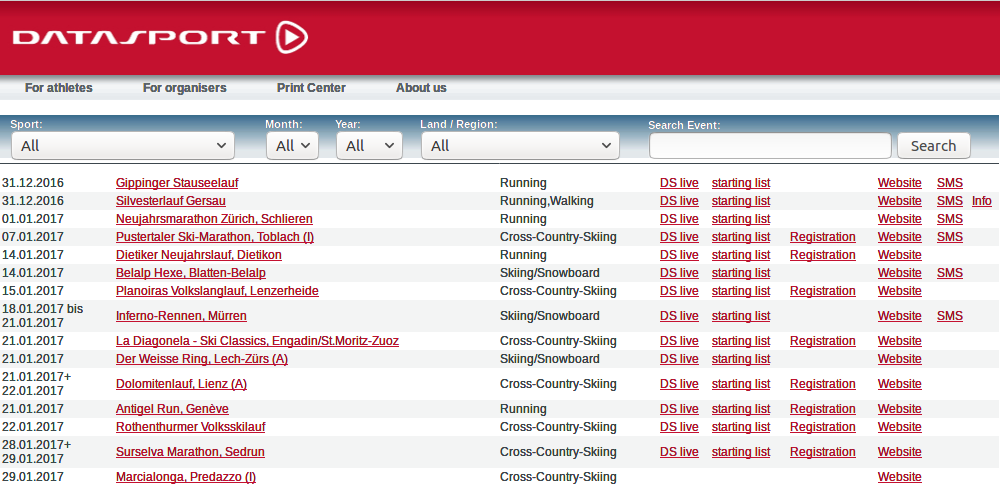 DATASPORT
For athletes For organisers Print Center About us
Sport: Month: Year: Land / Region: Search Event:
All All All All Search
31.12.2016 Gippinger Stauseelauf Running DS live starting list Website SMS
31.12.2016 Silvesterlauf Gersau Running,Walking DS live starting list Website SMS Info
01.01.2017 Neujahrsmarathon Zürich, Schlieren Running DS live starting list Website SMS
07.01.2017 Pustertaler Ski-Marathon, Toblach (I) Cross-Country-Skiing DS live starting list Registration Website SMS
14.01.2017 Dietiker Neujahrslauf, Dietikon Running DS live starting list Registration Website
14.01.2017 Belalp Hexe, Blatten-Belalp Skiing/Snowboard DS live starting list Website SMS
15.01.2017 Planoiras Volkslanglauf, Lenzerheide Cross-Country-Skiing DS live starting list Registration Website
18.01.2017 bis
21.01.2017 Inferno-Rennen, Mürren Skiing/Snowboard DS live starting list Website SMS
21.01.2017 La Diagonela - Ski Classics, Engadin/St.Moritz-Zuoz Cross-Country-Skiing DS live starting list Registration Website
21.01.2017 Der Weisse Ring, Lech-Zürs (A) Skiing/Snowboard DS live starting list Website
21.01.2017+
22.01.2017 Dolomitenlauf, Lienz (A) Cross-Country-Skiing DS live starting list Registration Website
21.01.2017 Antigel Run, Genève Running DS live starting list Registration Website
22.01.2017 Rothenthurmer Volksskilauf Cross-Country-Skiing DS live starting list Registration Website
28.01.2017+
29.01.2017 Surselva Marathon, Sedrun Cross-Country-Skiing DS live starting list Registration Website
29.01.2017 Marcialonga, Predazzo (I) Cross-Country-Skiing Website